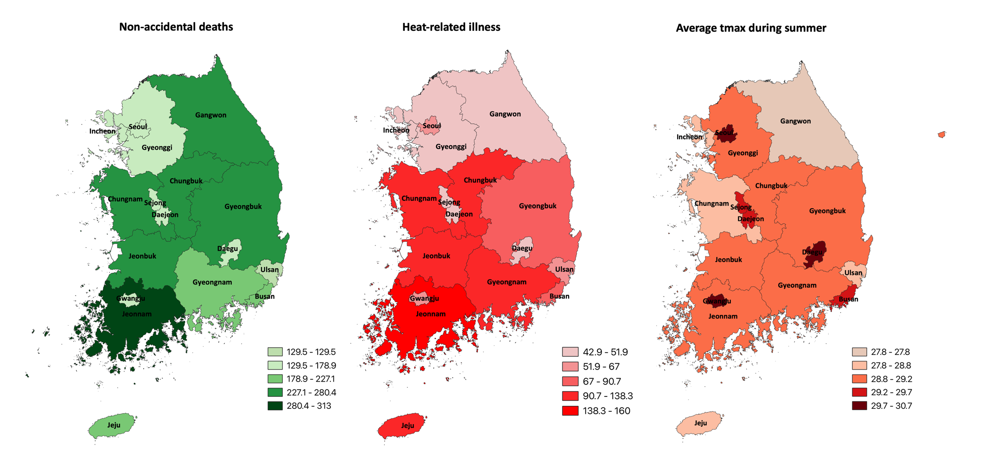 Non-accidental deaths
Gangwon
Seoul
Incheon
Gyeonggi
Chungbuk
Chungnam
Sejong
Gyeongbuk
Daejeon
Daegu
Jeonbuk
Ulsan
Gyeongnam
Busan
Gwangju
Jeonnam
Jeju
129.5 - 129.5
129.5 - 178.9
178.9 - 227.1
227.1 - 280.4
280.4 - 313
Heat-related illness
Gangwon
Seoul
Incheon
Gyeonggi
Chungbuk
Chungnam
Sejong
Gyeongbuk
Daejeon
Daegu
Jeonbuk
Ulsan
Gyeongnam
Busan
Gwangju
Jeonnam
Jeju
42.9 - 51.9
51.9 - 67
67 - 90.7
90.7 - 138.3
138.3 - 160
Average tmax during summer
Gangwon
Seoul
Incheon
Gyeonggi
Chungbuk
Chungnam
Sejong
Gyeongbuk
Daejeon
Daegu
Jeonbuk
Ulsan
Gyeongnam
Busan
Gwangju
Jeonnam
Jeju
27.8 - 27.8
27.8 - 28.8
28.8 - 29.2
29.2 - 29.7
29.7 - 30.7